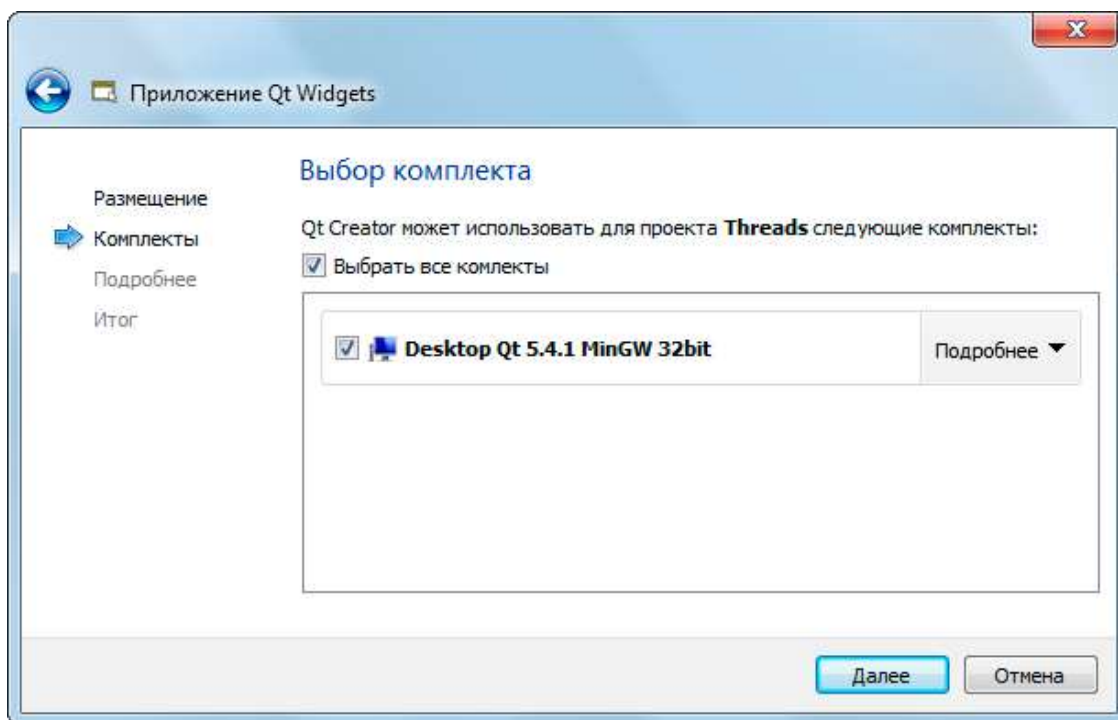 Приложение Qt Widgets
Размещение
Комплекты
Подробнее
Итог
Выбор комплекта
Qt Creator может использовать для проекта Threads следующие комплекты:
Выбрать все комлекты
Desktop Qt 5.4.1 MinGW 32bit
Подробнее
Далее
Отмена